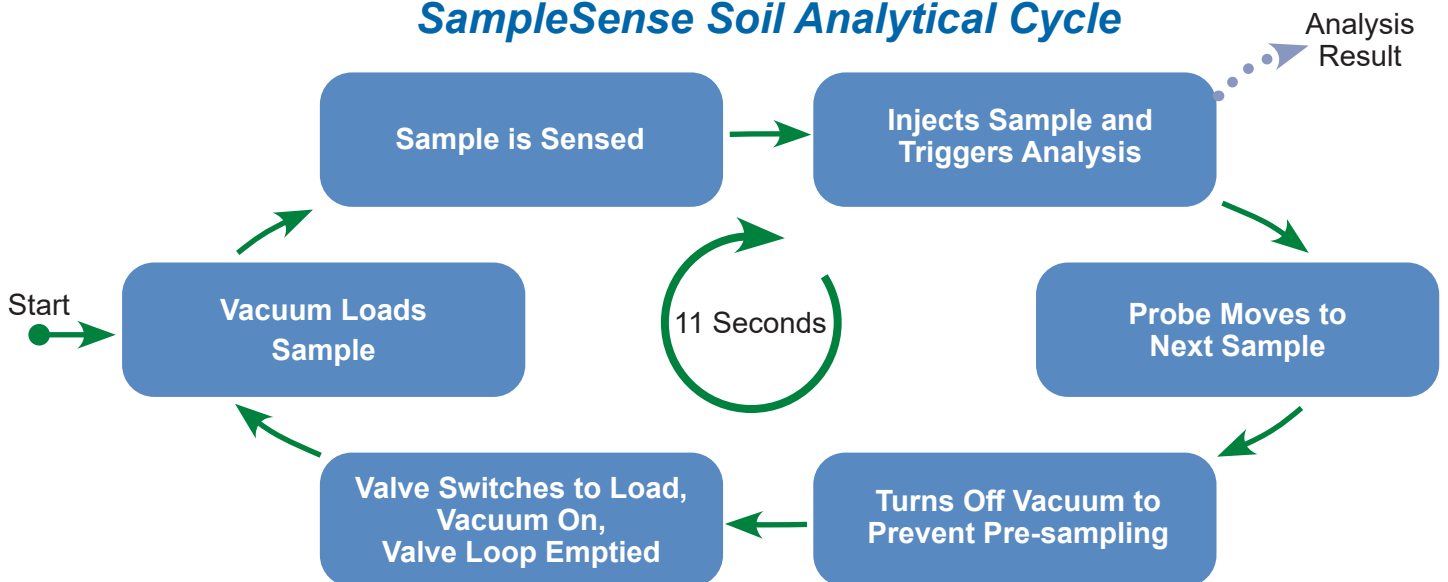 SampleSense Soil Analytical Cycle
Analysis
Result
Sample is Sensed
Injects Sample and
Triggers Analysis
Start
Vacuum Loads
Sample
11 Seconds
Probe Moves to
Next Sample
Valve Switches to Load,
Vacuum On,
Valve Loop Emptied
Turns Off Vacuum to
Prevent Pre-sampling